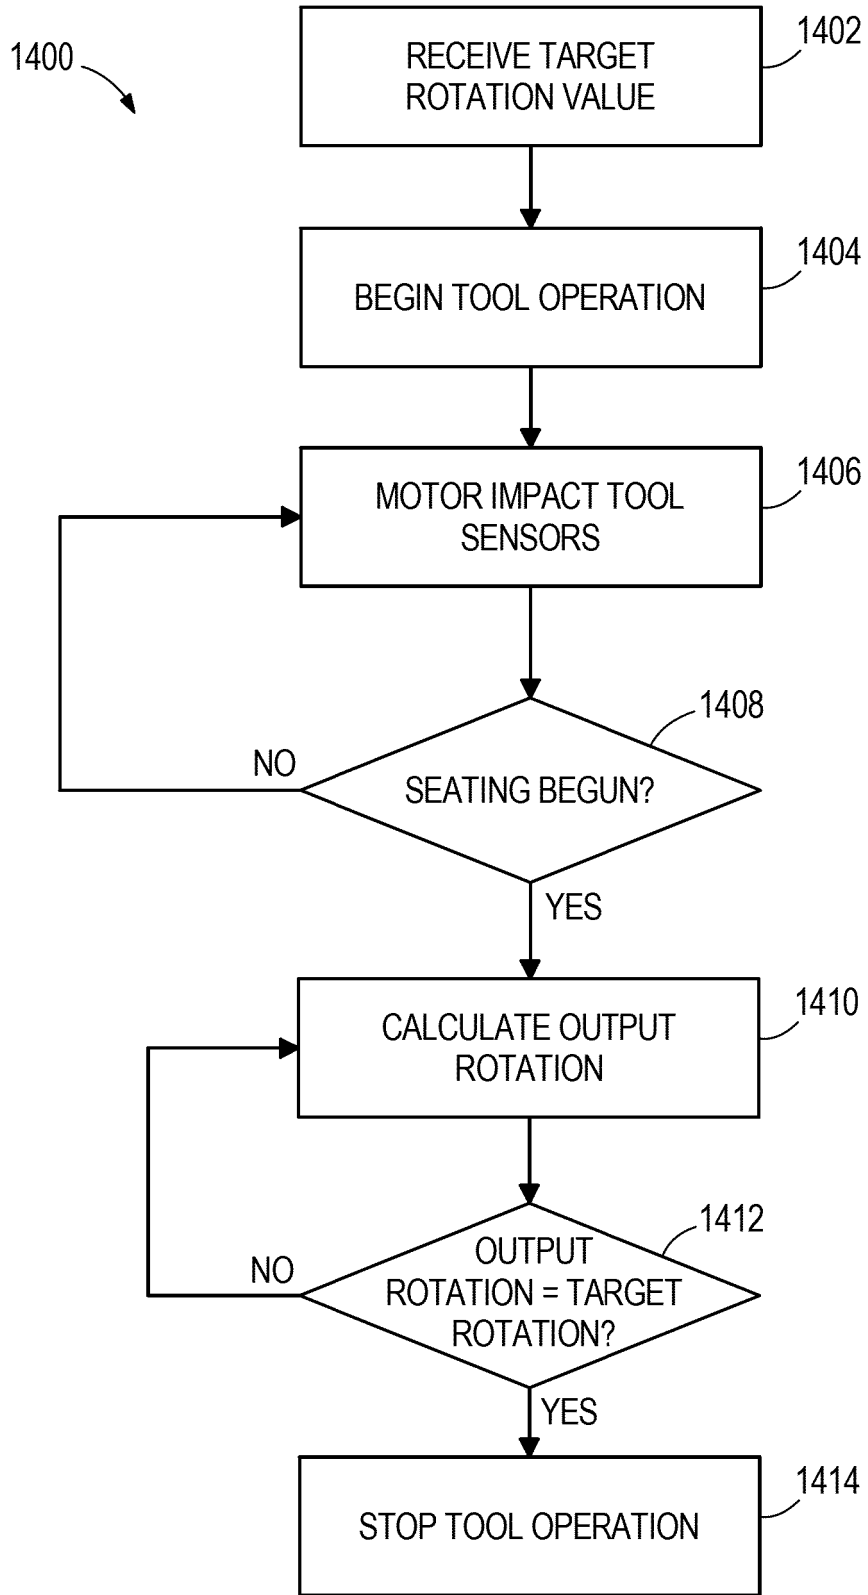 1400
1402
RECEIVE TARGET
ROTATION VALUE
1404
BEGIN TOOL OPERATION
1406
MOTOR IMPACT TOOL
SENSORS
1408
SEATING BEGUN?
NO
YES
1410
CALCULATE OUTPUT
ROTATION
1412
OUTPUT
ROTATION = TARGET
ROTATION?
NO
YES
1414
STOP TOOL OPERATION